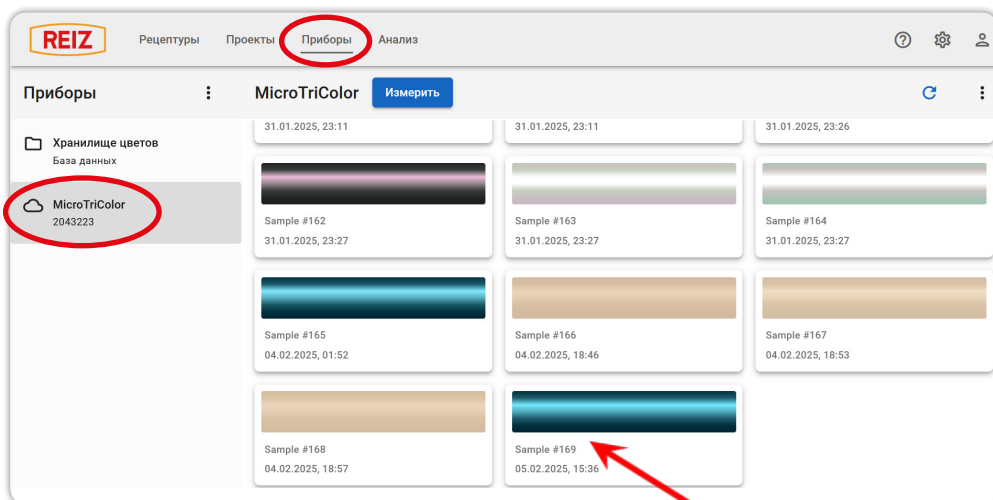 REIZ
Рецептуры Проекты Приборы Анализ
Приборы
MicroTriColor Измерить
Хранилище цветов
База данных
MicroTriColor
2043223
31.01.2025, 23:11 31.01.2025, 23:11 31.01.2025, 23:26
Sample #162 Sample #163 Sample #164
31.01.2025, 23:27 31.01.2025, 23:27 31.01.2025, 23:27
Sample #165 Sample #166 Sample #167
04.02.2025, 01:52 04.02.2025, 18:46 04.02.2025, 18:53
Sample #168 Sample #169
04.02.2025, 18:57 05.02.2025, 15:36